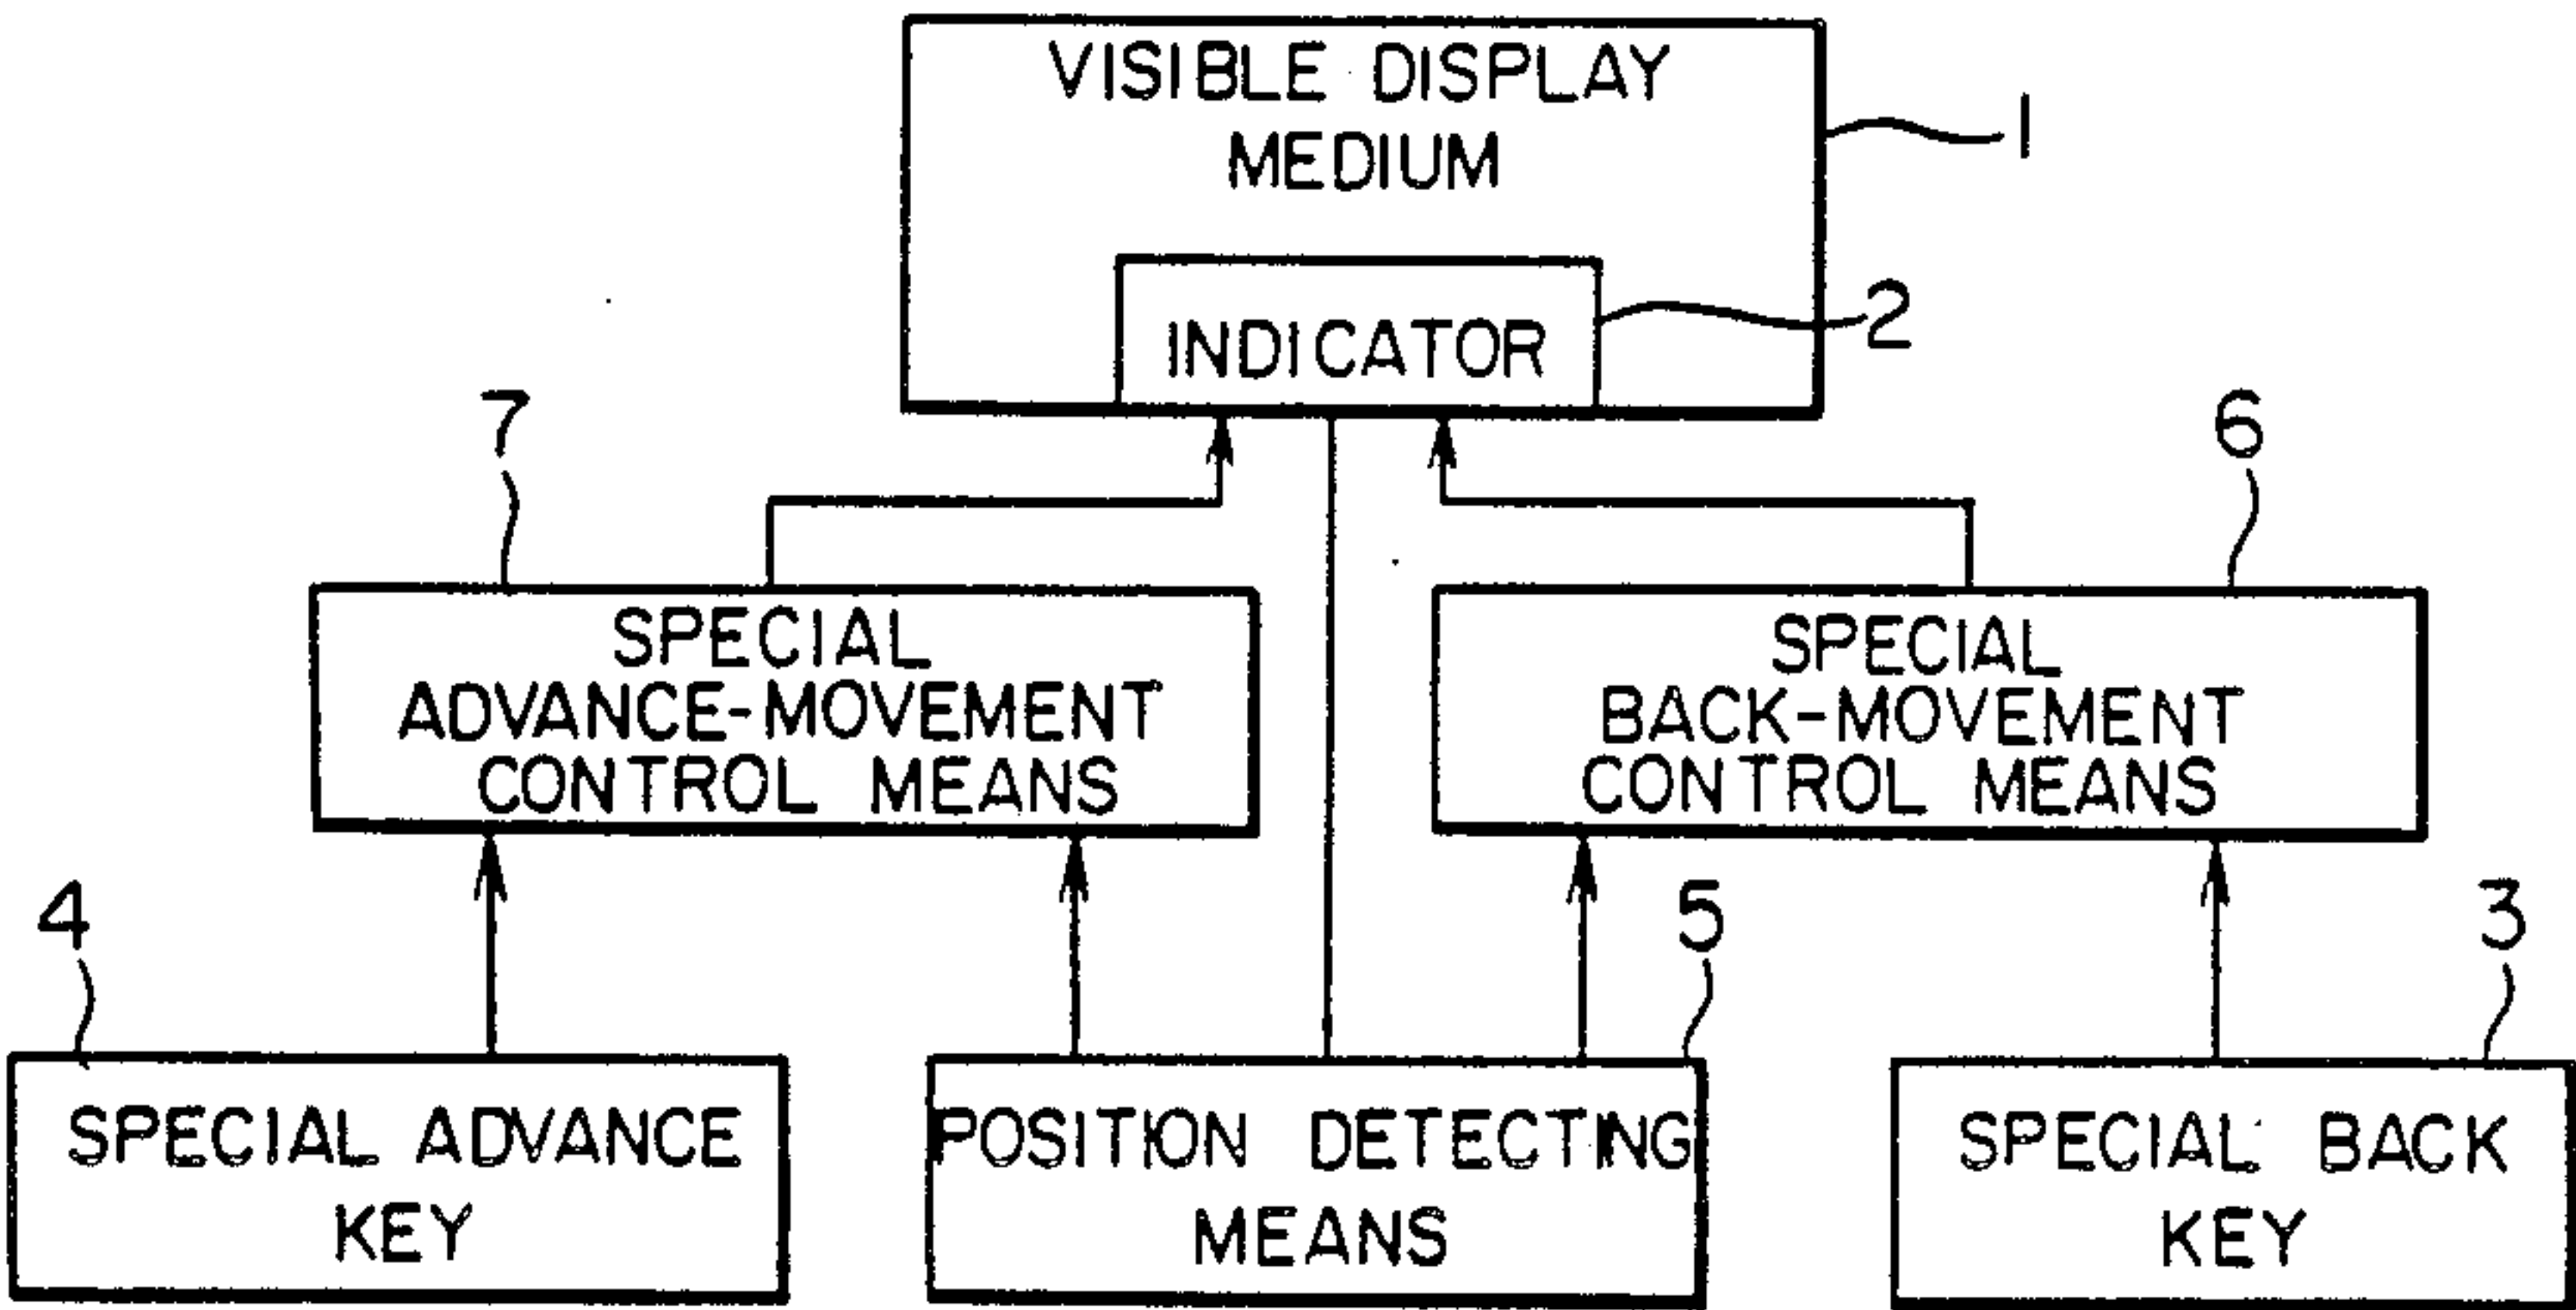 VISIBLE DISPLAY
MEDIUM
1
INDICATOR
2
7
6
SPECIAL
ADVANCE-MOVEMENT
CONTROL MEANS
SPECIAL
BACK-MOVEMENT
CONTROL MEANS
4
5
3
SPECIAL ADVANCE
KEY
POSITION DETECTING
MEANS
SPECIAL BACK
KEY